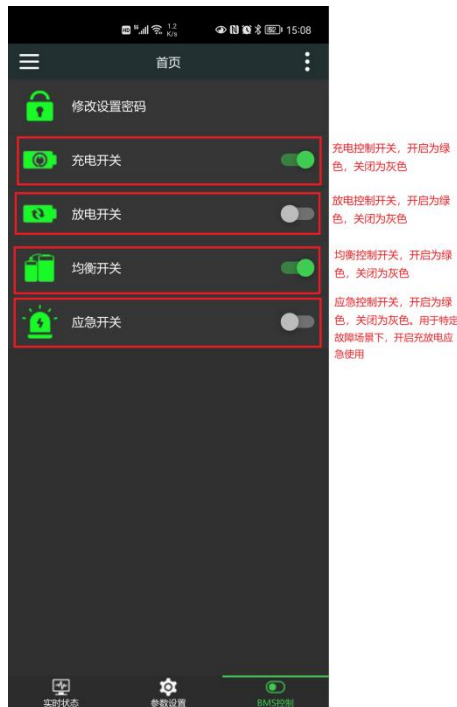 HD 5G 1.2 K/s 52 15:08
首页
修改设置密码
充电开关
充电控制开关，开启为绿
色，关闭为灰色
放电开关
放电控制开关，开启为绿
色，关闭为灰色
均衡开关
均衡控制开关，开启为绿
色，关闭为灰色
应急开关
应急控制开关，开启为绿
色，关闭为灰色。用于特定
故障场景下，开启充放电应
急使用
实时状态 参数设置 BMS控制